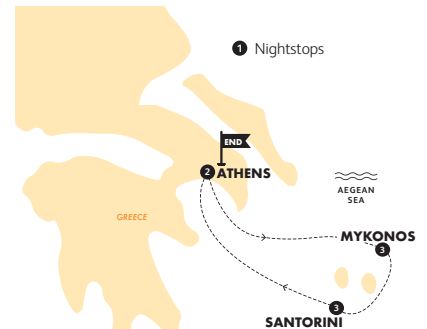 1 Nightstops
END
2 ATHENS
AEGEAN
SEA
GREECE
MYKONOS
3
3
SANTORINI